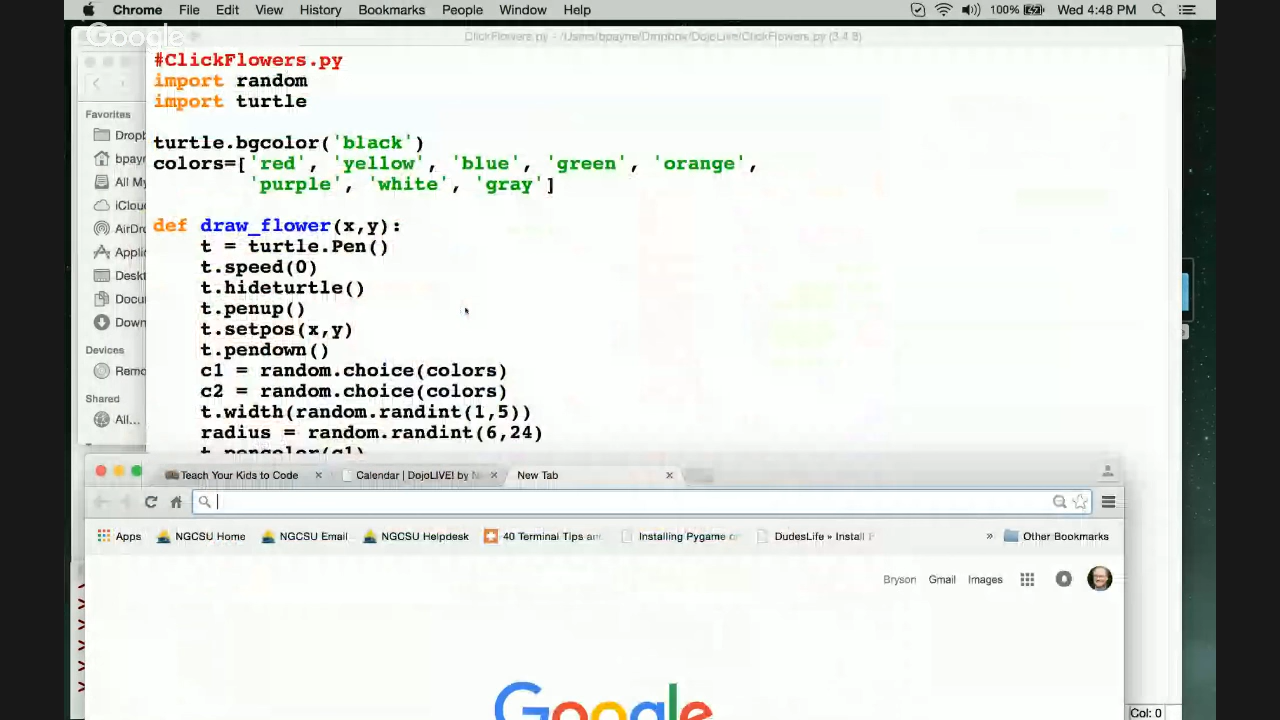 Chrome File Edit View History Bookmarks People Window Help 100% Wed 4:48 PM
Google
ClickFlowers.py - /Users/bpayne/Dropbox/DojoLive/ClickFlowers.py (3.4.3)
#ClickFlowers.py
import random
import turtle
turtle.bgcolor('black')
colors=['red', 'yellow', 'blue', 'green', 'orange',
'purple', 'white', 'gray']
def draw_flower(x,y):
t = turtle.Pen()
t.speed(0)
t.hideturtle()
t.penup()
t.setpos(x,y)
t.pendown()
c1 = random.choice(colors)
c2 = random.choice(colors)
t.width(random.randint(1,5))
radius = random.randint(6,24)
t.pencolor(c1)
Favorites
Dropb
bpayn
All My
iCloud
AirDro
Applic
Deskt
Docu
Down
Devices
Remo
Shared
All...
Teach Your Kids to Code
Calendar | DojoLIVE! by N
New Tab
Apps NGCSU Home NGCSU Email NGCSU Helpdesk 40 Terminal Tips an Installing Pygame o DudesLife » Install P » Other Bookmarks
Bryson Gmail Images
Google
>
>
>
>
>
Col: 0